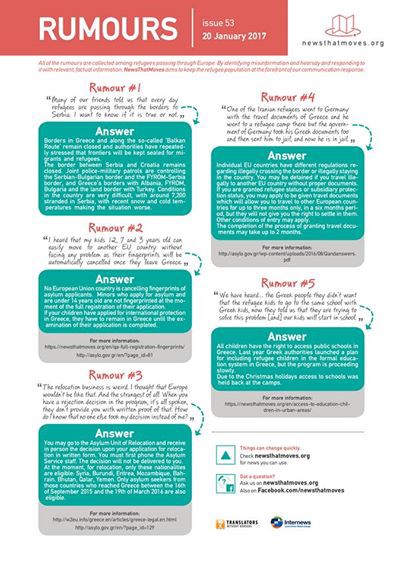 RUMOURS
issue 53
20 January 2017
newsthatmoves.org
All of the rumours are collected among refugees passing through Europe. By identifying misinformation and hearsay and responding to
it with relevant, factual information, NewsThatMoves aims to keep the refugee population at the forefront of our communication response.
Rumour #1
"Many of our friends told us that every day
refugees are passing through the borders to
Serbia. I want to know if it is true or not."
Answer
Borders in Greece and along the so-called 'Balkan
Route' remain closed and authorities have repeated-
ly stressed that frontiers will be kept sealed for mi-
grants and refugees.
The border between Serbia and Croatia remains
closed. Joint police-military patrols are controlling
the Serbian-Bulgarian border and the FYROM-Serbia
border, and Greece's borders with Albania, FYROM,
Bulgaria and the land border with Turkey. Conditions
in the country are very difficult, with around 7,200
stranded in Serbia, with recent snow and cold tem-
peratures making the situation worse.
Rumour #2
"I heard that my kids 12, 7 and 5 years old can
easily move to another EU country without
facing any problem as their fingerprints will be
automatically cancelled once they leave Greece."
Answer
No European Union country is cancelling fingerprints of
asylum applicants. Minors who apply for asylum and
are under 14 years old are not fingerprinted at the mo-
ment of the full registration of their application.
If your children have applied for international protection
in Greece, they have to remain in Greece until the ex-
amination of their application is completed.
For more information:
https://newsthatmoves.org/en/qa-full-registration-fingerprints/
http://asylo.gov.gr/en/?page_id=81
Rumour #3
"The relocation business is weird. I thought that Europe
wouldn't be like that. And the strangest of all: When you
have a rejection decision in the program, it's all spoken,
they don't provide you with written proof of that. How
do I know that no one else took my decision instead of me?"
Answer
You may go to the Asylum Unit of Relocation and receive
in person the decision upon your application for reloca-
tion in written form. You must first phone the Asylum
Service staff. The decision will not be delivered to you.
At the moment, for relocation, only these nationalities
are eligible: Syria, Burundi, Eritrea, Mozambique, Bah-
rain, Bhutan, Qatar, Yemen. Only asylum seekers from
those countries who reached Greece between the 16th
of September 2015 and the 19th of March 2016 are also
eligible.
For more information:
http://w2eu.info/greece.en/articles/greece-legal.en.html
http://asylo.gov.gr/en/?page_id=129
Rumour #4
"One of the Iranian refugees went to Germany
with the travel documents of Greece and he
went to a refugee camp there but the govern-
ment of Germany took his Greek documents too
and then sent him to jail, and now he is in jail."
Answer
Individual EU countries have different regulations re-
garding illegally crossing the border or illegally staying
in the country. You may be detained if you travel ille-
gally to another EU country without proper documents.
If you are granted refugee status or subsidiary protec-
tion status, you may apply to be given travel documents
which will allow you to travel to other European coun-
tries for up to three months only, in a six months peri-
od, but they will not give you the right to settle in them.
Other conditions of entry may apply.
The completion of the process of granting travel docu-
ments may take up to 2 months.
For more information:
http://asylo.gov.gr/wp-content/uploads/2016/06/Qandanswers.
pdf
Rumour #5
"We have heard... the Greek people they didn't want
that the refugee kids to go to the same school with
Greek kids, now they told us that they are trying to
solve this problem [and] our kids will start in school."
Answer
All children have the right to access public schools in
Greece. Last year Greek authorities launched a plan
for including refugee children in the formal educa-
tion system in Greece, but the program is proceeding
slowly.
Due to the Christmas holidays access to schools was
held back at the camps.
For more information:
https://newsthatmoves.org/en/access-to-education-chil-
dren-in-urban-areas/
Things can change quickly.
Check newsthatmoves.org
for news you can use.
Got a question?
Ask us on newsthatmoves.org
Also on Facebook.com/newsthatmoves
TRANSLATORS
WITHOUT BORDERS
Internews